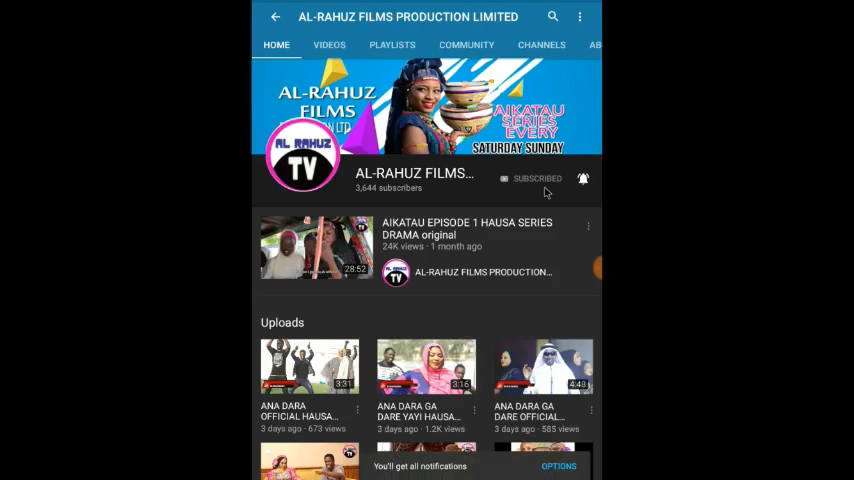 AL-RAHUZ FILMS PRODUCTION LIMITED
HOME VIDEOS PLAYLISTS COMMUNITY CHANNELS AB
AL-RAHUZ
FILMS
LTD
AIKATAU
SERIES
EVERY
SATURDAY SUNDAY
AL RAHUZ
TV
AL-RAHUZ FILMS...
3,644 subscribers
SUBSCRIBED
AIKATAU EPISODE 1 HAUSA SERIES
DRAMA original
24K views · 1 month ago
28:52
AL RAHUZ
TV
AL-RAHUZ FILMS PRODUCTION...
Uploads
3:31
3:16
4:48
ANA DARA
OFFICIAL HAUSA...
3 days ago · 673 views
ANA DARA GA
DARE YAYI HAUSA...
3 days ago · 1.2K views
ANA DARA GA
DARE OFFICIAL...
3 days ago · 585 views
You'll get all notifications
OPTIONS